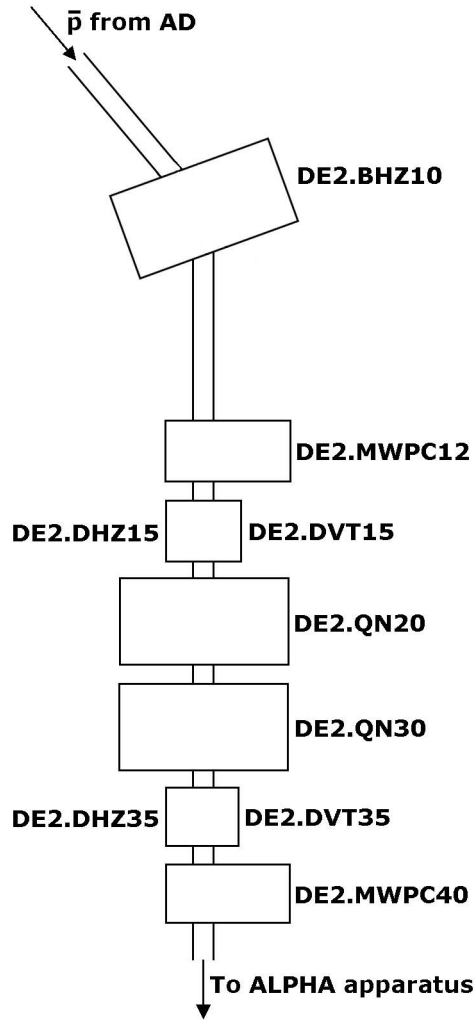 p̅ from AD
DE2.BHZ10
DE2.MWPC12
DE2.DHZ15 DE2.DVT15
DE2.QN20
DE2.QN30
DE2.DHZ35 DE2.DVT35
DE2.MWPC40
To ALPHA apparatus